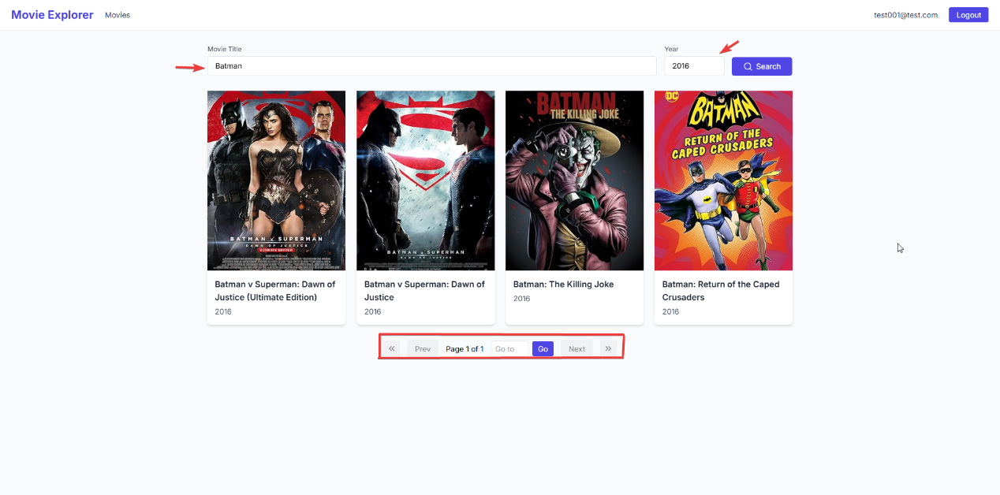 Movie Explorer Movies test001@test.com Logout
Movie Title Year
Batman 2016 Search
BATMAN v SUPERMAN
DAWN OF JUSTICE
ULTIMATE EDITION
BATMAN v SUPERMAN
DAWN OF JUSTICE
BATMAN
THE KILLING JOKE
DC
BATMAN
RETURN OF THE
CAPED CRUSADERS
Batman v Superman: Dawn of
Justice (Ultimate Edition)
2016
Batman v Superman: Dawn of
Justice
2016
Batman: The Killing Joke
2016
Batman: Return of the Caped
Crusaders
2016
« Prev Page 1 of 1 Go to Go Next »